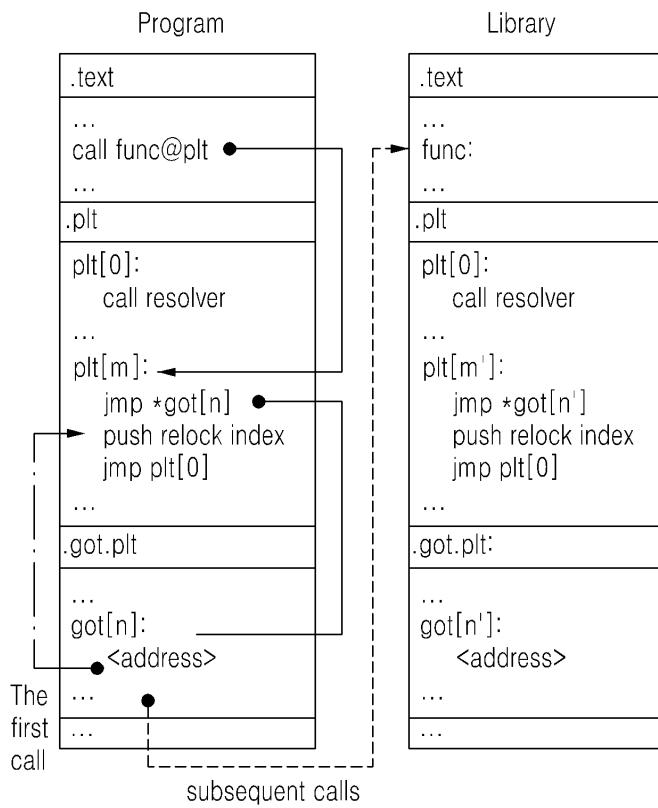 Program
.text
...
call func@plt
...
.plt
plt[0]:
call resolver
...
plt[m]:
jmp *got[n]
push relock index
jmp plt[0]
...
.got.plt
...
got[n]:
<address>
...
...
The
first
call
subsequent calls
Library
.text
...
func:
...
.plt
plt[0]:
call resolver
...
plt[m']:
jmp *got[n']
push relock index
jmp plt[0]
...
.got.plt:
...
got[n']:
<address>
...
...